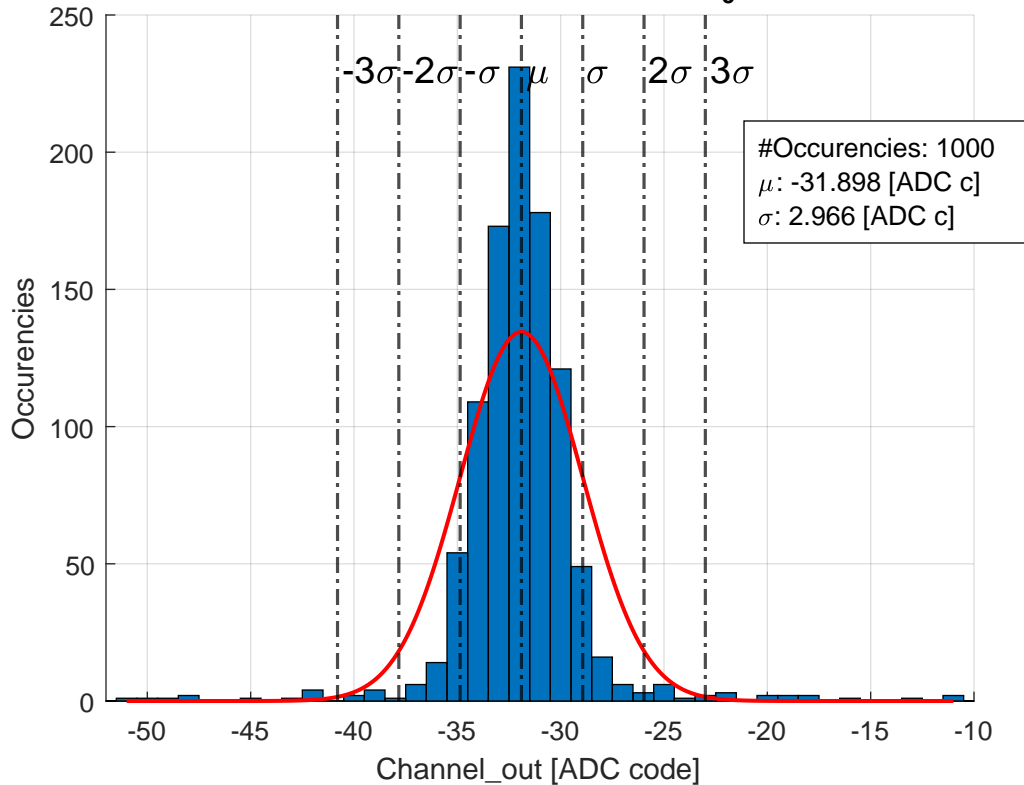 250
200
150
100
50
0
-3σ -2σ -σ μ σ 2σ 3σ
#Occurencies: 1000
μ: -31.898 [ADC c]
σ: 2.966 [ADC c]
Occurencies
-50 -45 -40 -35 -30 -25 -20 -15 -10
Channel_out [ADC code]